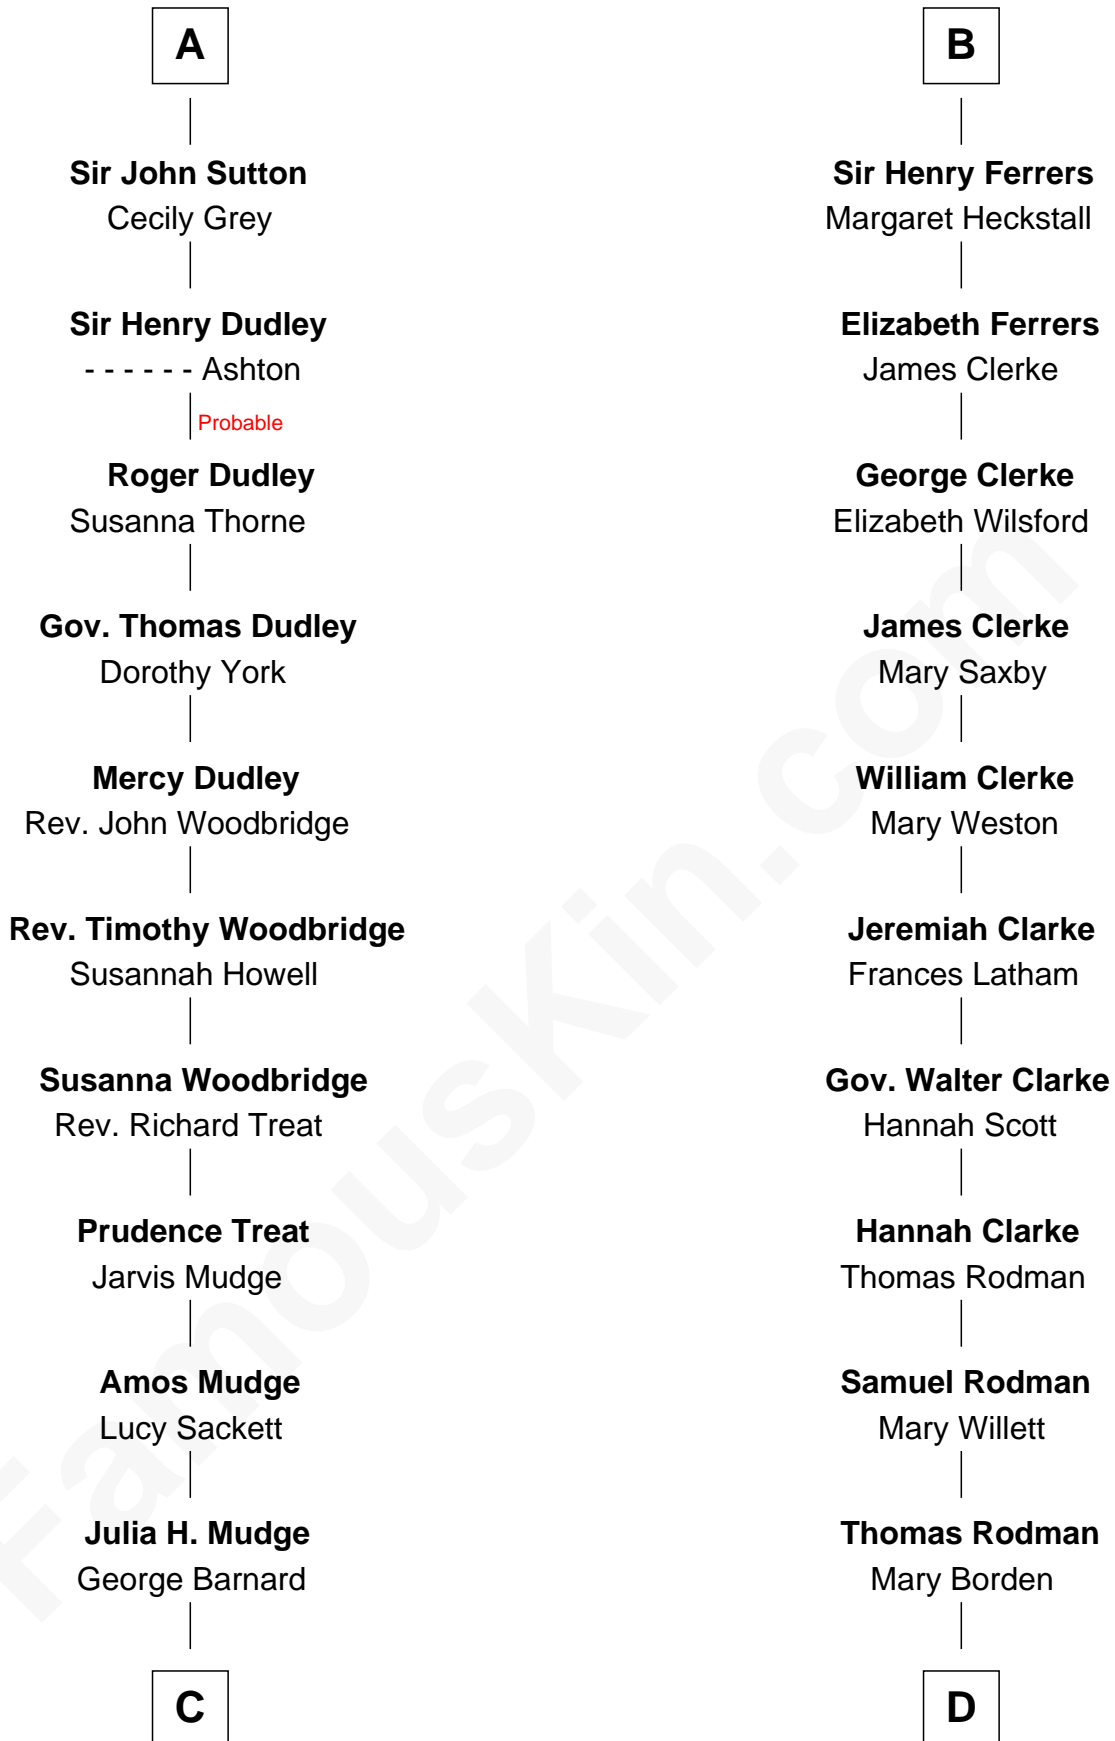 A
Sir John Sutton
Cecily Grey
Sir Henry Dudley
- - - - - - Ashton
Probable
Roger Dudley
Susanna Thorne
Gov. Thomas Dudley
Dorothy York
Mercy Dudley
Rev. John Woodbridge
Rev. Timothy Woodbridge
Susannah Howell
Susanna Woodbridge
Rev. Richard Treat
Prudence Treat
Jarvis Mudge
Amos Mudge
Lucy Sackett
Julia H. Mudge
George Barnard
C
B
Sir Henry Ferrers
Margaret Heckstall
Elizabeth Ferrers
James Clerke
George Clerke
Elizabeth Wilsford
James Clerke
Mary Saxby
William Clerke
Mary Weston
Jeremiah Clarke
Frances Latham
Gov. Walter Clarke
Hannah Scott
Hannah Clarke
Thomas Rodman
Samuel Rodman
Mary Willett
Thomas Rodman
Mary Borden
D
FamousKin.com